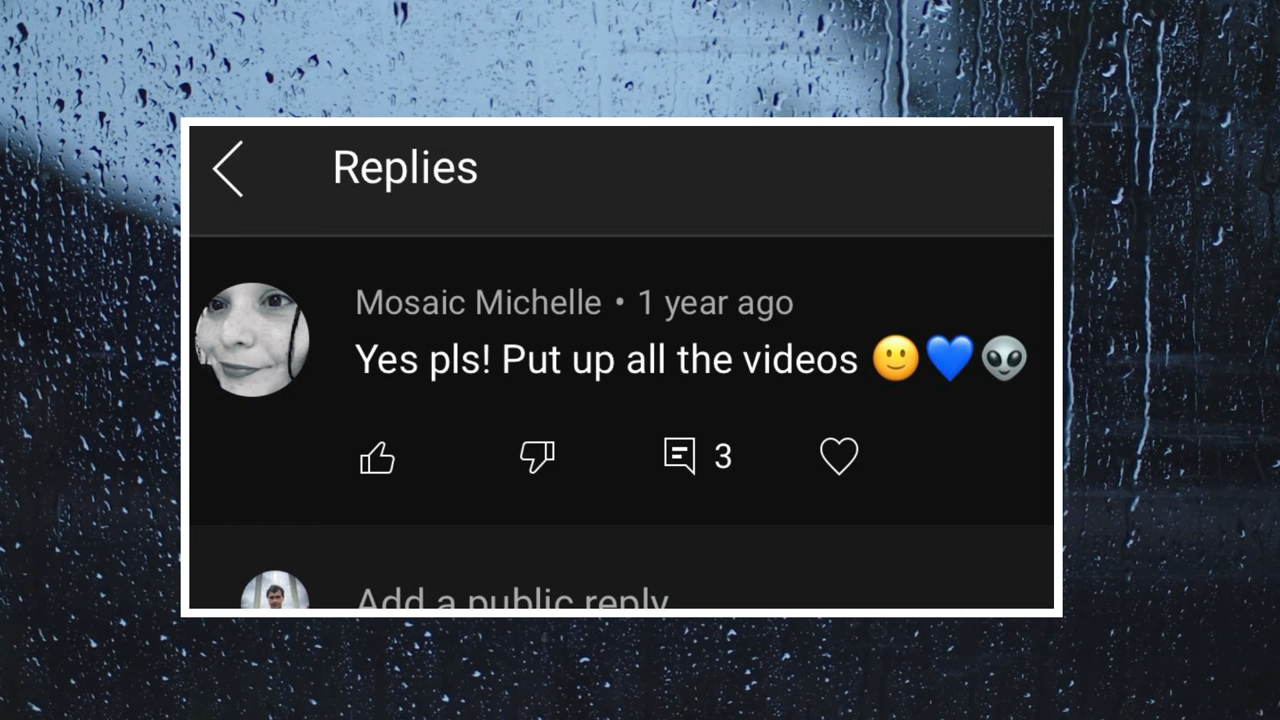 Replies
Mosaic Michelle • 1 year ago
Yes pls! Put up all the videos 🙂💙👽
3
Add a public reply